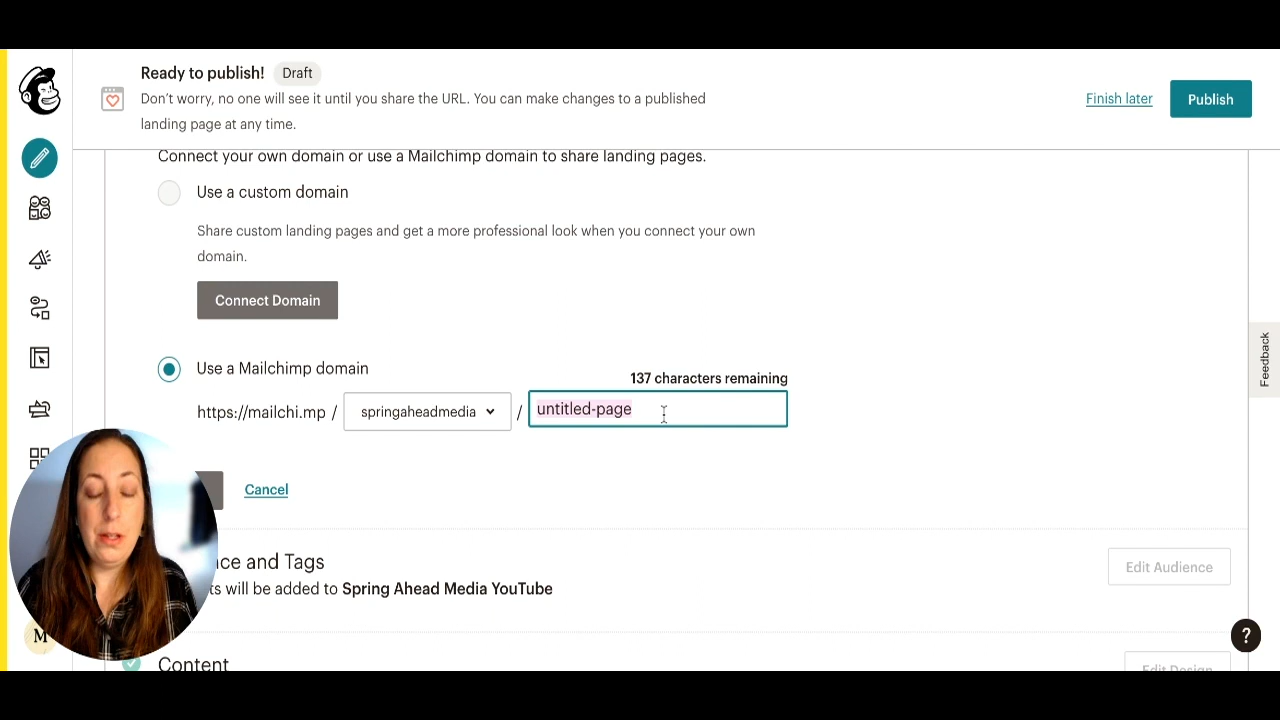 Ready to publish! Draft
Don't worry, no one will see it until you share the URL. You can make changes to a published
landing page at any time.
Finish later
Publish
Connect your own domain or use a Mailchimp domain to share landing pages.
Use a custom domain
Share custom landing pages and get a more professional look when you connect your own
domain.
Connect Domain
Use a Mailchimp domain
137 characters remaining
https://mailchi.mp / springaheadmedia / untitled-page
Cancel
and Tags
Edit Audience
will be added to Spring Ahead Media YouTube
Content
Edit Design
Feedback
M
?